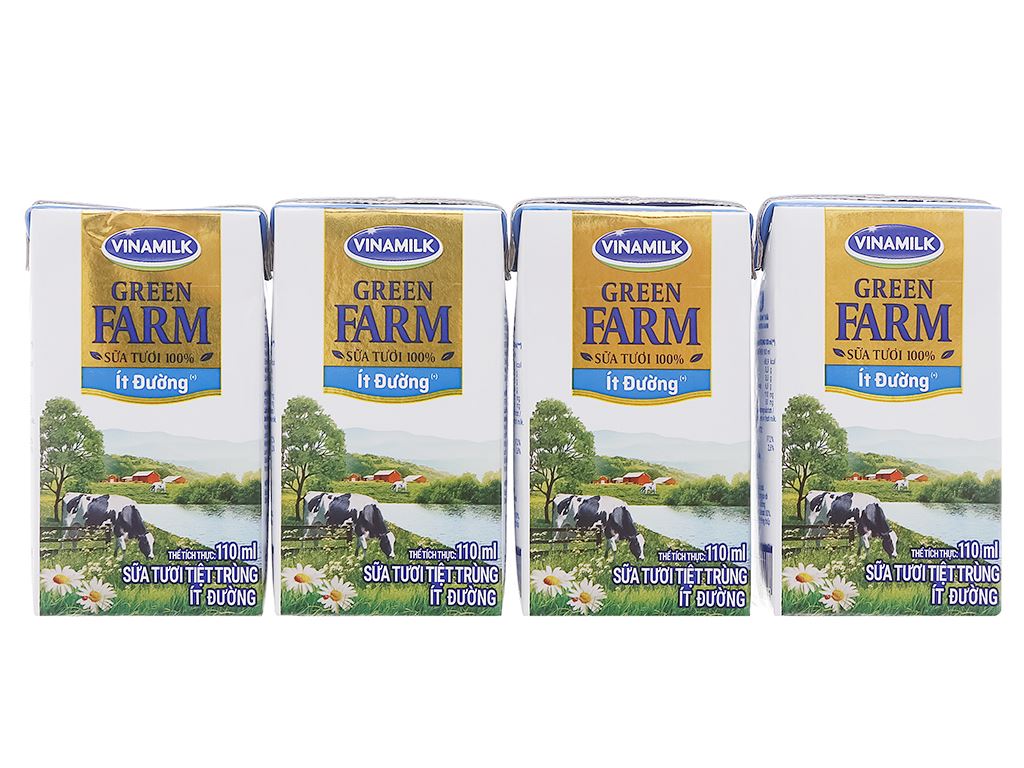 VINAMILK
GREEN
FARM
SỮA TƯƠI 100%
Ít Đường(*)
THỂ TÍCH THỰC: 110 ml
SỮA TƯƠI TIỆT TRÙNG
ÍT ĐƯỜNG
VINAMILK
GREEN
FARM
SỮA TƯƠI 100%
Ít Đường(*)
THỂ TÍCH THỰC: 110 ml
SỮA TƯƠI TIỆT TRÙNG
ÍT ĐƯỜNG
VINAMILK
GREEN
FARM
SỮA TƯƠI 100%
Ít Đường(*)
THỂ TÍCH THỰC: 110 ml
SỮA TƯƠI TIỆT TRÙNG
ÍT ĐƯỜNG
VINAMILK
GREEN
FARM
SỮA TƯƠI 100%
Ít Đường(*)
THỂ TÍCH THỰC: 110 ml
SỮA TƯƠI TIỆT TRÙNG
ÍT ĐƯỜNG